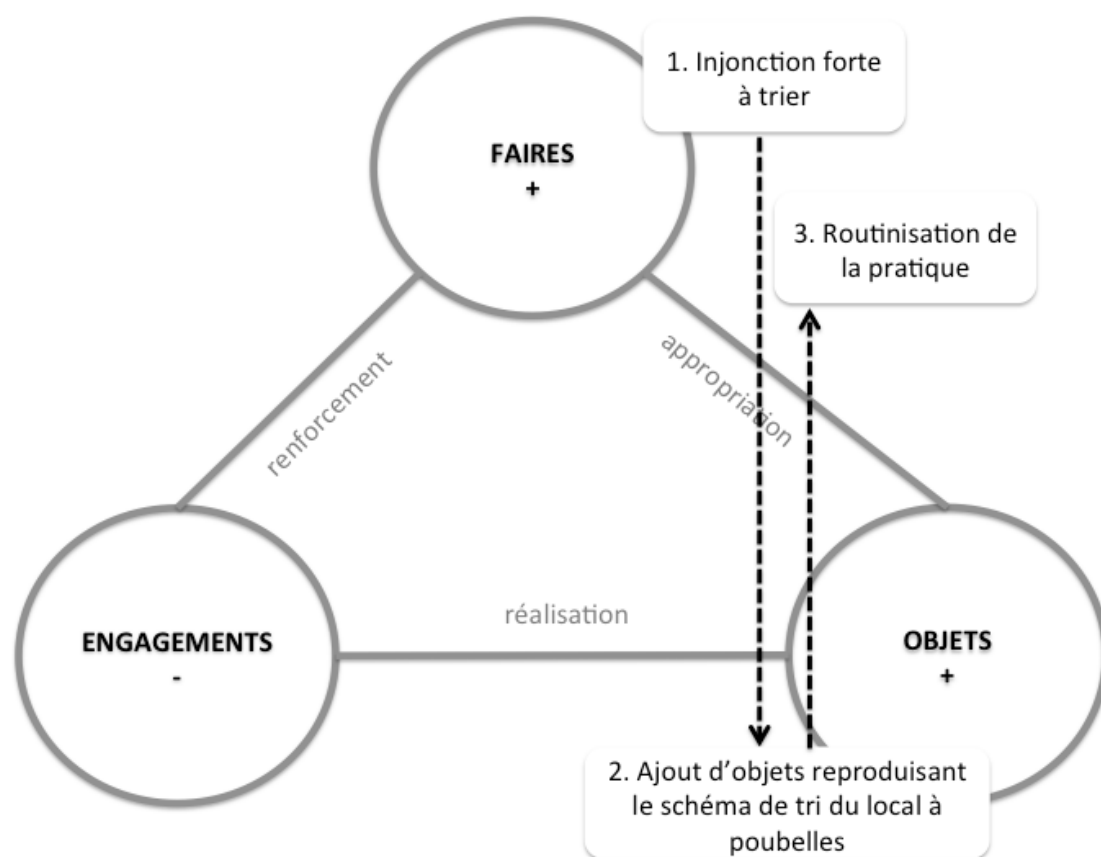 1. Injonction forte
à trier
FAIRES
+
3. Routinisation de
la pratique
renforcement
appropriation
réalisation
ENGAGEMENTS
-
OBJETS
+
2. Ajout d’objets reproduisant
le schéma de tri du local à
poubelles